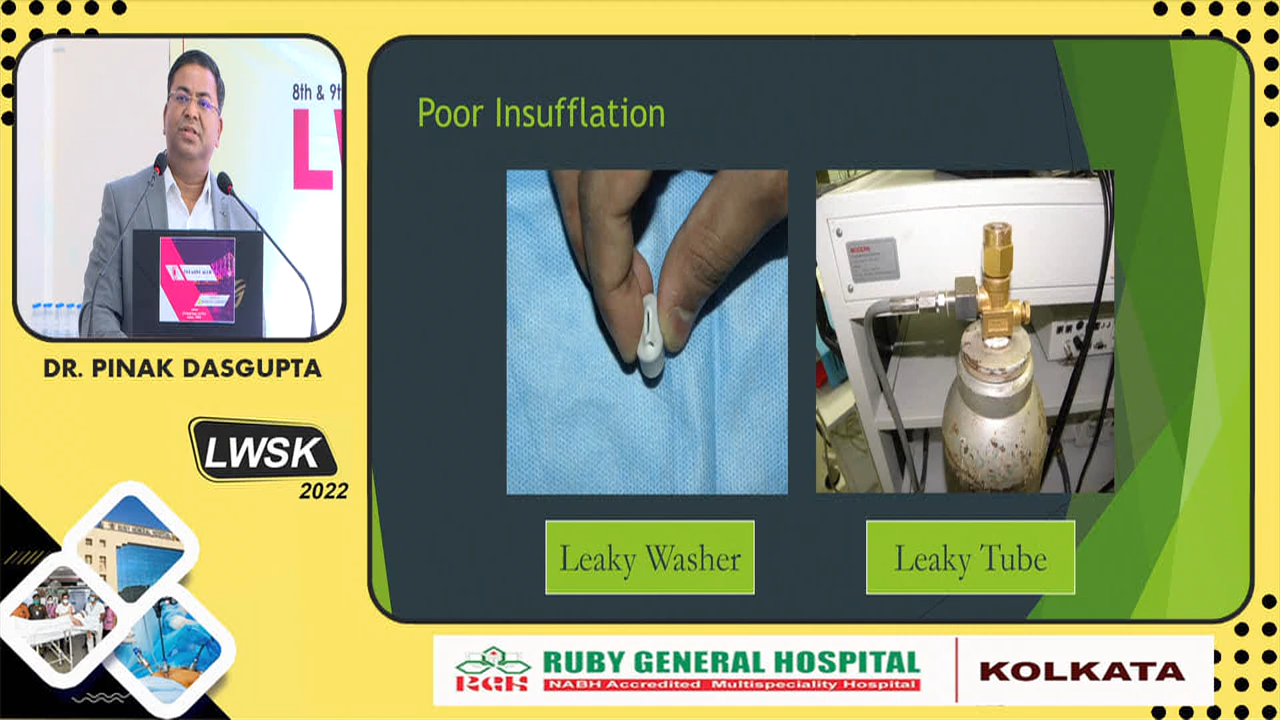 8th & 9t
LW
Poor Insufflation
Leaky Washer
Leaky Tube
DR. PINAK DASGUPTA
LWSK
2022
RGH
RUBY GENERAL HOSPITAL
NABH Accredited Multispeciality Hospital
KOLKATA